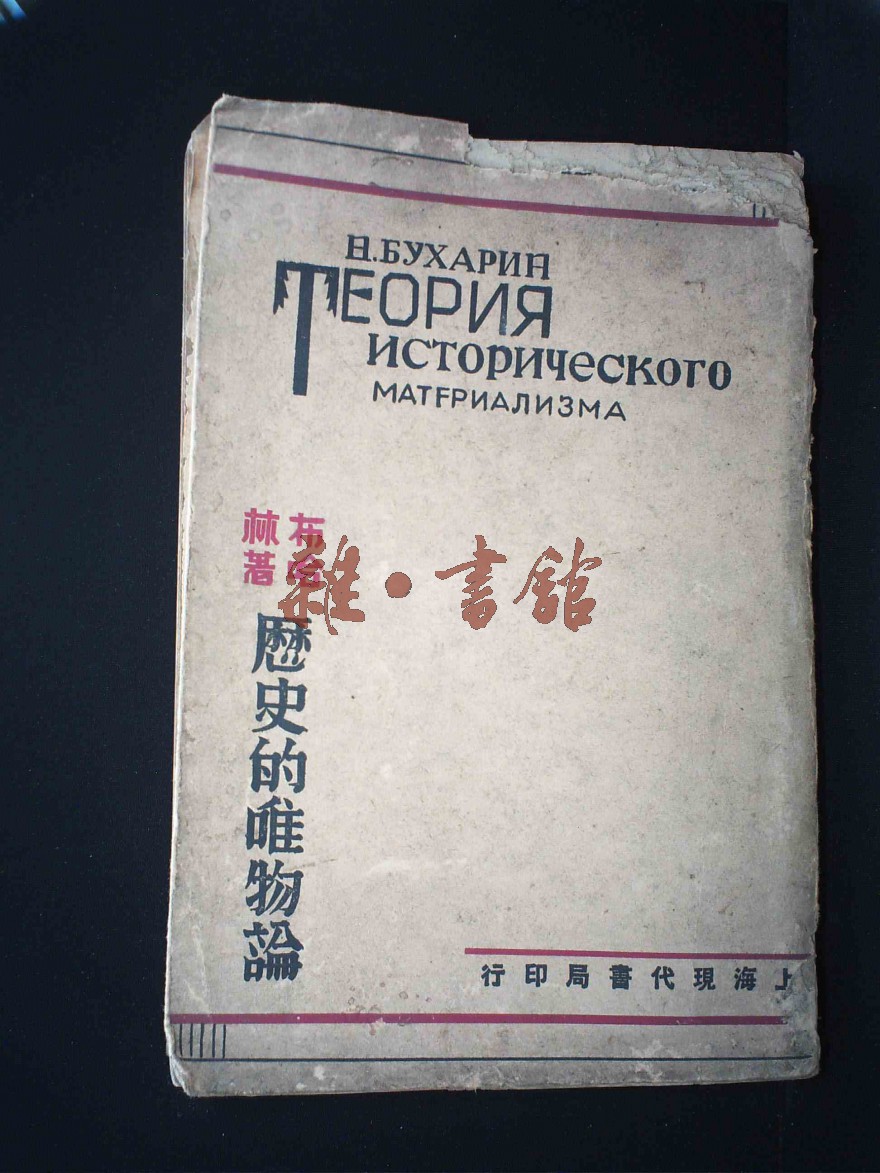 Н.БУХАРИН
ТЕОРИЯ
исторического
МАТЕРИАЛИЗМА
布哈
林著
雜·書館
歷史的唯物論
上海現代書局印行